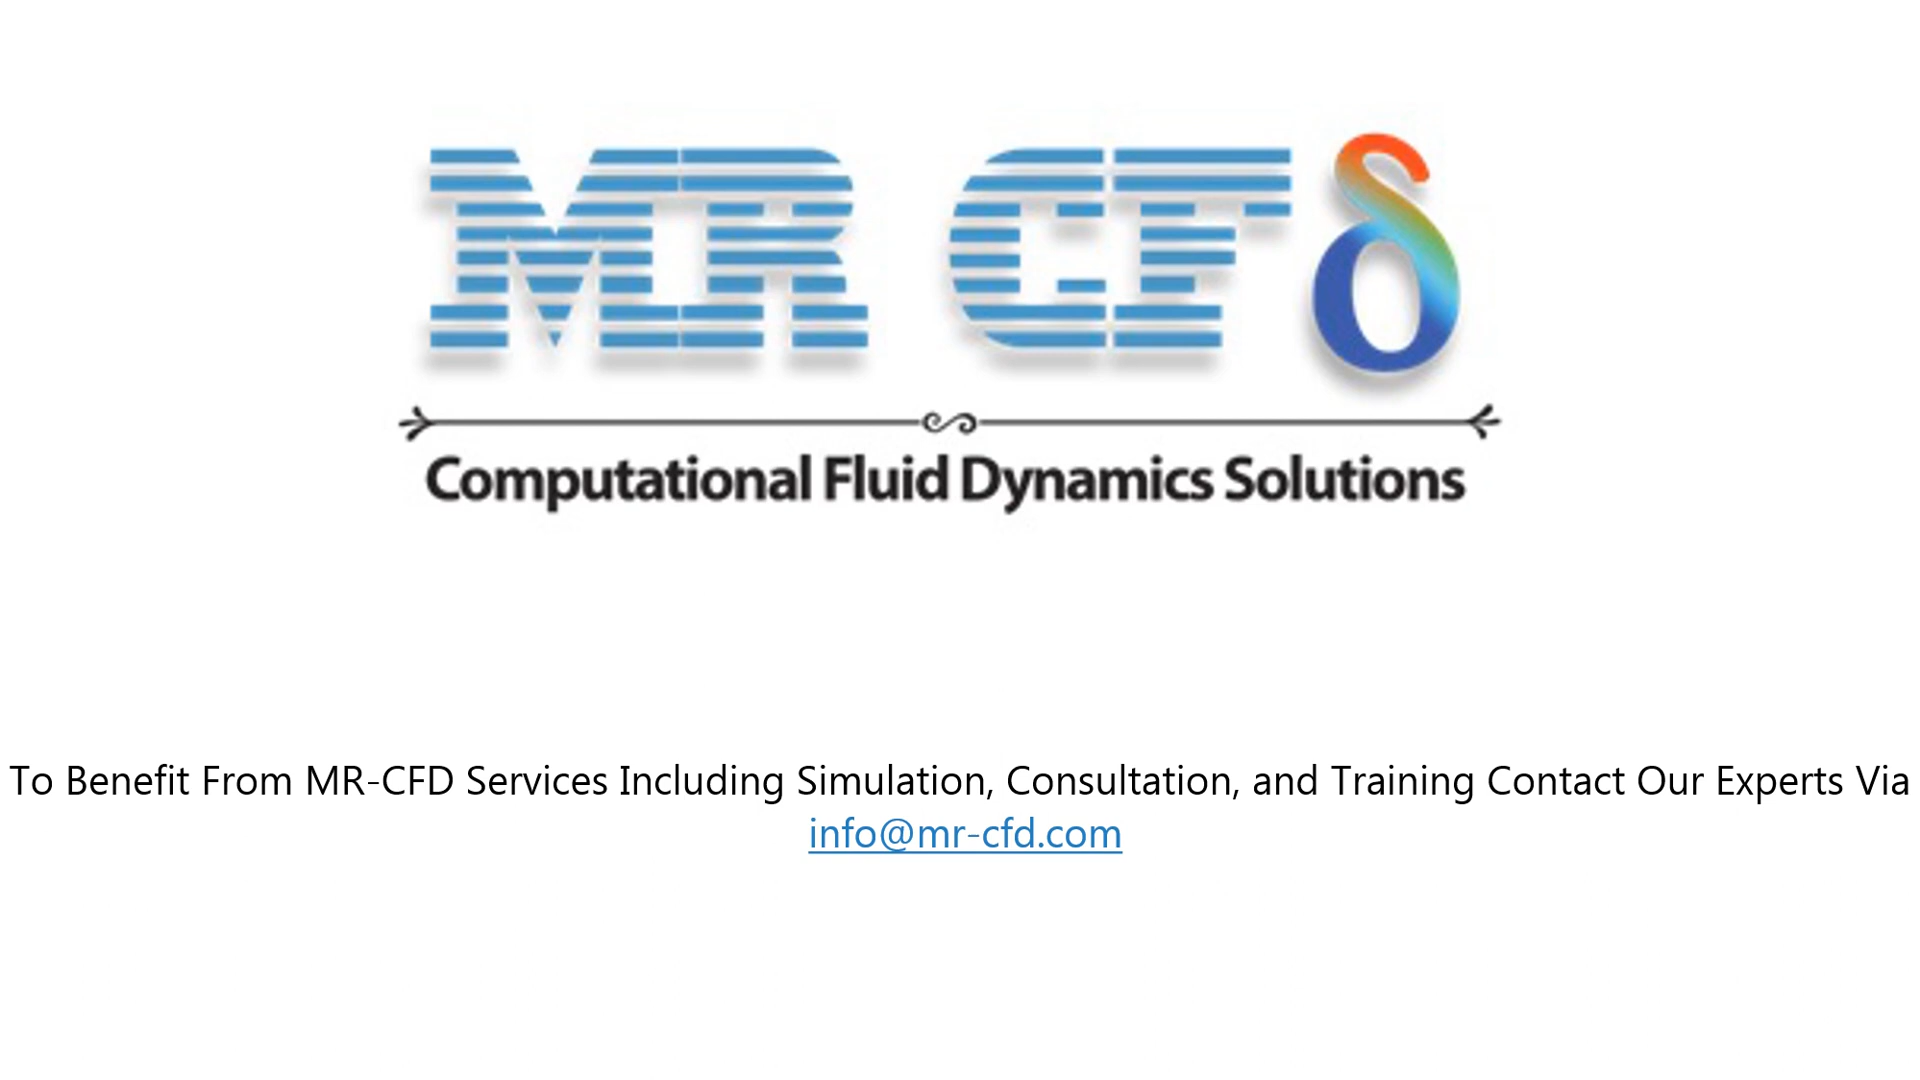 MR CFδ
Computational Fluid Dynamics Solutions
To Benefit From MR-CFD Services Including Simulation, Consultation, and Training Contact Our Experts Via
info@mr-cfd.com